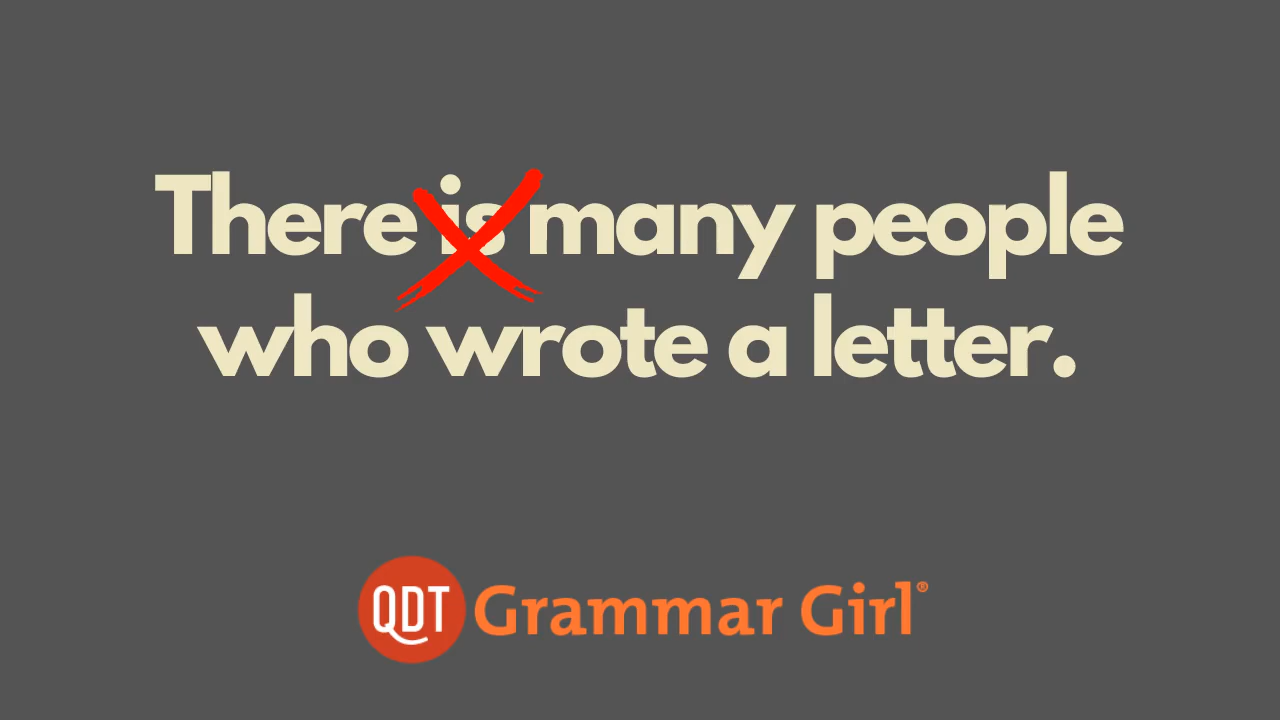 There is many people
who wrote a letter.
QDT Grammar Girl®